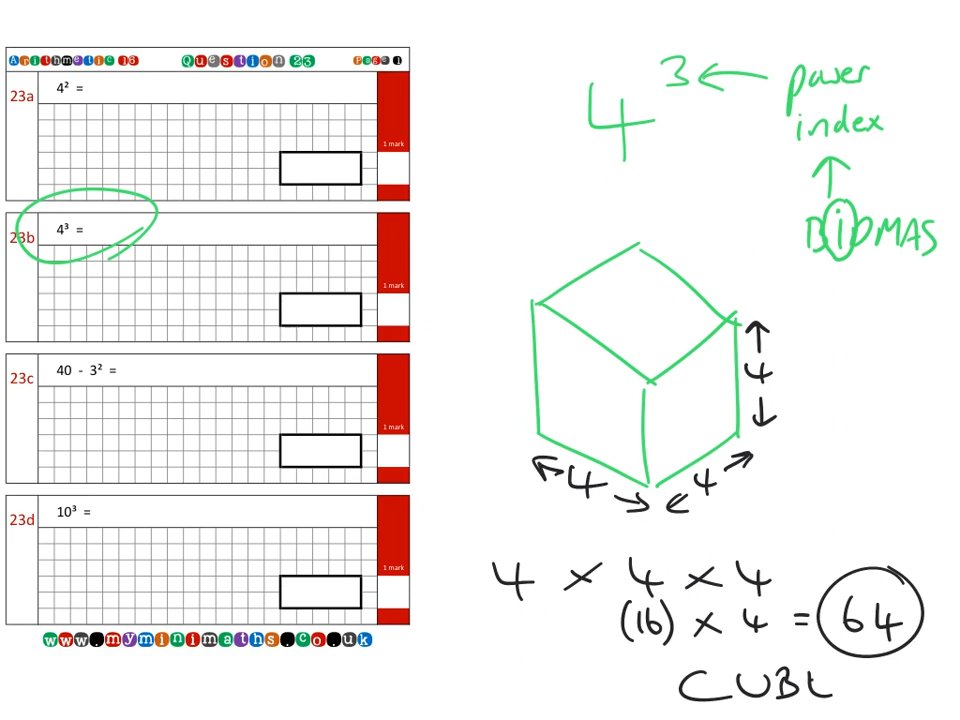 Arithmetic 18 Question 23 Page 1
23a 4² =
1 mark
23b 4³ =
1 mark
23c 40 - 3² =
1 mark
23d 10³ =
1 mark
www.myminimaths.co.uk
4³ ← power
index
↑
BIDMAS
↑
4
↓
4 4
4 × 4 × 4
(16) × 4 = 64
CUBE